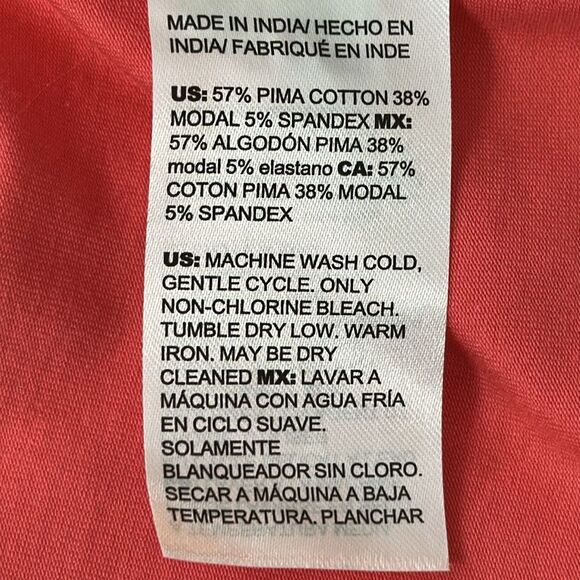 MADE IN INDIA/ HECHO EN
INDIA/ FABRIQUÉ EN INDE
US: 57% PIMA COTTON 38%
MODAL 5% SPANDEX MX:
57% ALGODÓN PIMA 38%
modal 5% elastano CA: 57%
COTON PIMA 38% MODAL
5% SPANDEX
US: MACHINE WASH COLD,
GENTLE CYCLE. ONLY
NON-CHLORINE BLEACH.
TUMBLE DRY LOW. WARM
IRON. MAY BE DRY
CLEANED MX: LAVAR A
MÁQUINA CON AGUA FRÍA
EN CICLO SUAVE.
SOLAMENTE
BLANQUEADOR SIN CLORO.
SECAR A MÁQUINA A BAJA
TEMPERATURA. PLANCHAR